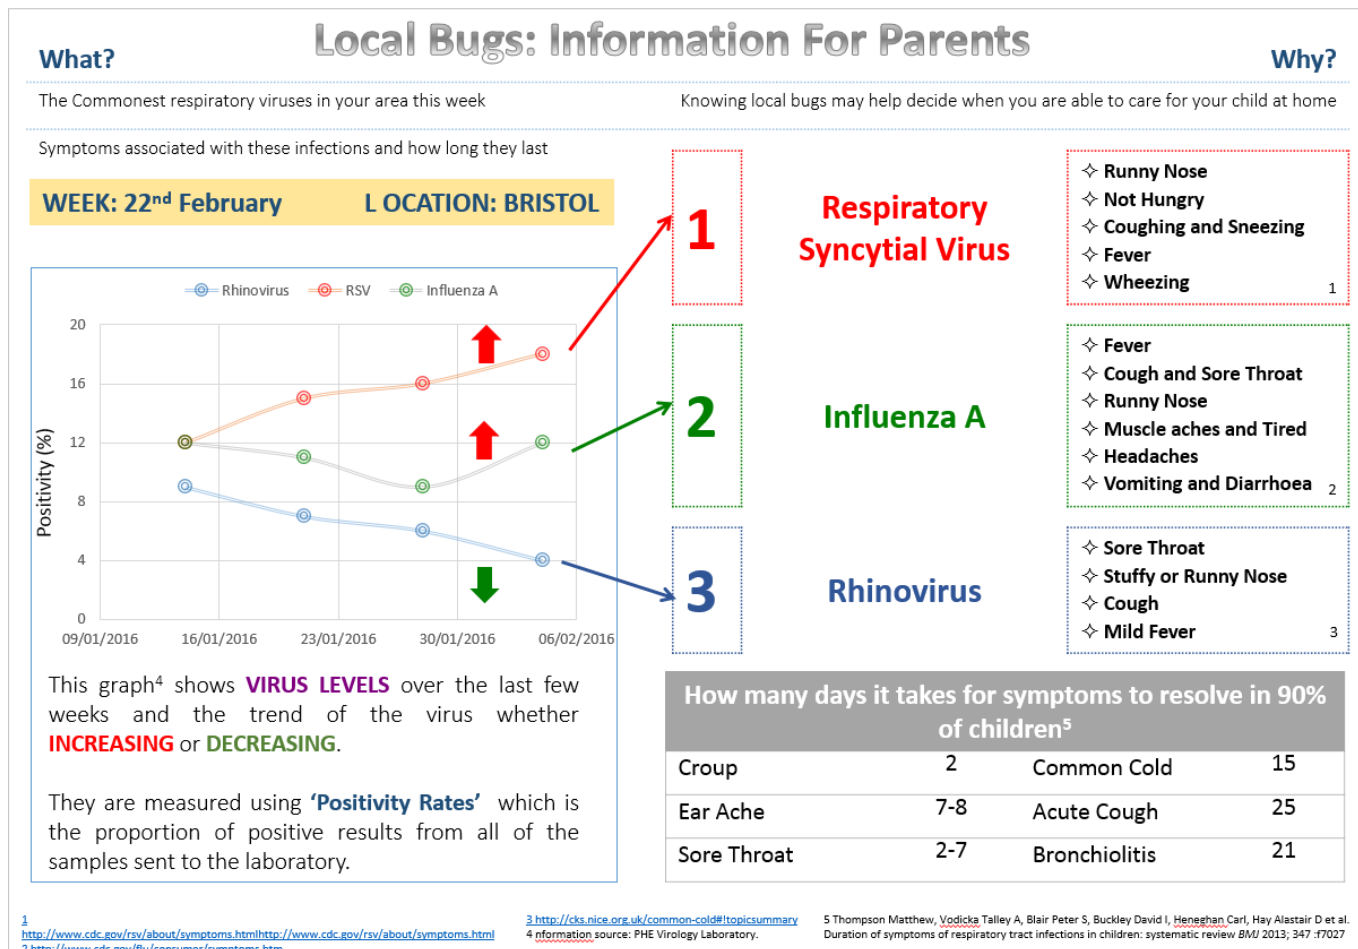 Local Bugs: Information For Parents
What?
Why?
The Commonest respiratory viruses in your area this week
Knowing local bugs may help decide when you are able to care for your child at home
Symptoms associated with these infections and how long they last
WEEK: 22nd February
L OCATION: BRISTOL
Rhinovirus
RSV
Influenza A
Positivity (%)
20
16
12
8
4
0
09/01/2016
16/01/2016
23/01/2016
30/01/2016
06/02/2016
This graph4 shows VIRUS LEVELS over the last few
weeks and the trend of the virus whether
INCREASING or DECREASING.
They are measured using ‘Positivity Rates’ which is
the proportion of positive results from all of the
samples sent to the laboratory.
1
Respiratory
Syncytial Virus
Runny Nose
Not Hungry
Coughing and Sneezing
Fever
Wheezing
1
2
Influenza A
Fever
Cough and Sore Throat
Runny Nose
Muscle aches and Tired
Headaches
Vomiting and Diarrhoea
2
3
Rhinovirus
Sore Throat
Stuffy or Runny Nose
Cough
Mild Fever
3
How many days it takes for symptoms to resolve in 90%
of children5
Croup 2 Common Cold 15
Ear Ache 7-8 Acute Cough 25
Sore Throat 2-7 Bronchiolitis 21
1
http://www.cdc.gov/rsv/about/symptoms.htmlhttp://www.cdc.gov/rsv/about/symptoms.html
2 http://www.cdc.gov/flu/consumer/symptoms.htm
3 http://cks.nice.org.uk/common-cold#!topicsummary
4 nformation source: PHE Virology Laboratory.
5 Thompson Matthew, Vodicka Talley A, Blair Peter S, Buckley David I, Heneghan Carl, Hay Alastair D et al.
Duration of symptoms of respiratory tract infections in children: systematic review BMJ 2013; 347 :f7027